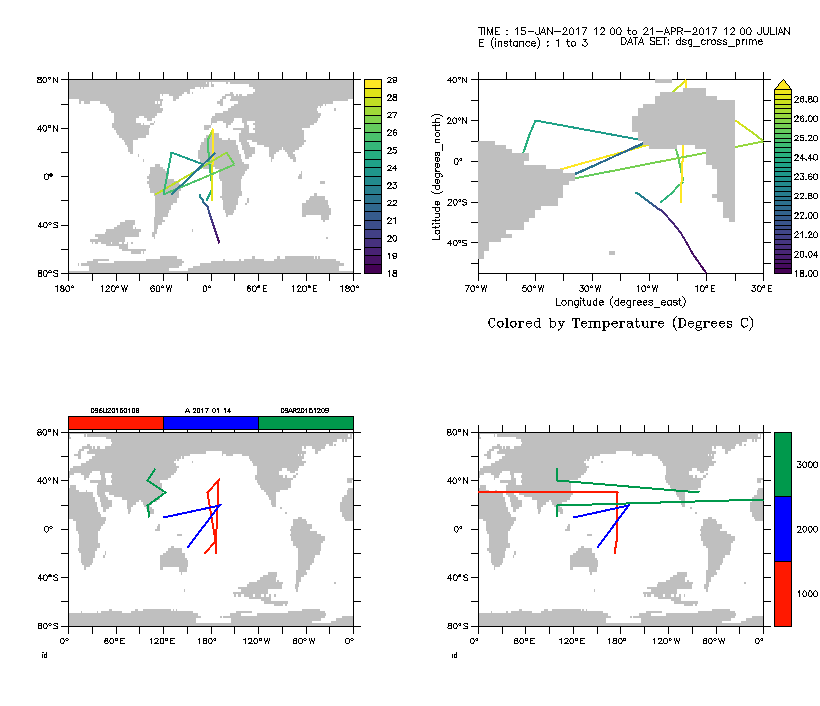 TIME : 15-JAN-2017 12 00 to 21-APR-2017 12 00 JULIAN
E (instance) : 1 to 3 DATA SET: dsg_cross_prime
80°N
40°N
0°
40°S
80°S
180° 120°W 60°W 0° 60°E 120°E 180°
29
28
27
26
25
24
23
22
21
20
19
18
40°N
20°N
0°
20°S
40°S
Latitude (degrees_north)
70°W 50°W 30°W 10°W 10°E 30°E
Longitude (degrees_east)
26.80
26.00
25.20
24.40
23.60
22.80
22.00
21.20
20.04
18.00
Colored by Temperature (Degrees C)
096U20160108 A 2017 01 14 09AR20161209
80°N
40°N
0°
40°S
80°S
0° 60°E 120°E 180° 120°W 60°W 0°
id
80°N
40°N
0°
40°S
80°S
0° 60°E 120°E 180° 120°W 60°W 0°
id
3000
2000
1000